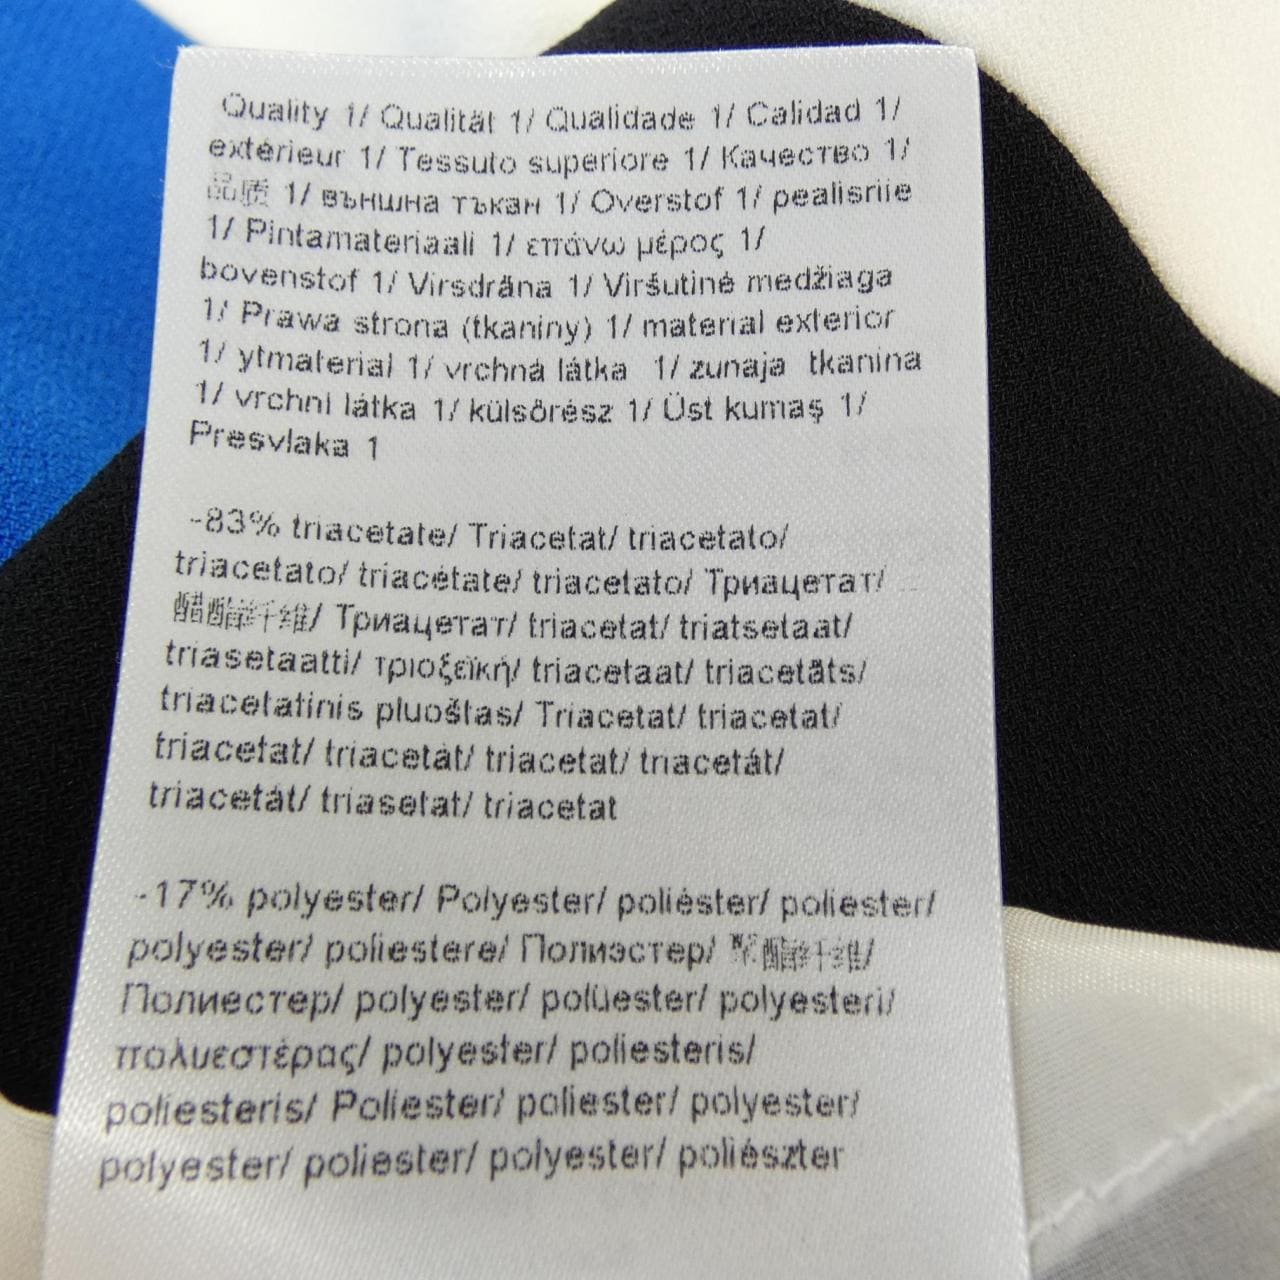 Quality 1/ Qualität 1/ Qualidade 1/ Calidad 1/
extérieur 1/ Tessuto superiore 1/ Качество 1/
品质 1/ външна тъкан 1/ Overstof 1/ pealisriie
1/ Pintamateriaali 1/ επάνω μέρος 1/
bovenstof 1/ Virsdrāna 1/ Viršutinė medžiaga
1/ Prawa strona (tkaniny) 1/ material exterior
1/ ytmaterial 1/ vrchná látka 1/ zunaja tkanina
1/ vrchní látka 1/ külsőrész 1/ Üst kumaş 1/
Presvlaka 1
-83% triacetate/ Triacetat/ triacetato/
triacetato/ triacétate/ triacetato/ Триацетат/
醋酯纤维/ Триацетат/ triacetat/ triatsetaat/
triasetaatti/ τριοξεϊκή/ triacetaat/ triacetāts/
triacetatinis pluoštas/ Triacetat/ triacetat/
triacetat/ triacetát/ triacetat/ triacetát/
triacetát/ triasetat/ triacetat
-17% polyester/ Polyester/ poliéster/ poliester/
polyester/ poliestere/ Полиэстер/ 聚酯纤维/
Полиестер/ polyester/ polüester/ polyesteri/
πολυεστέρας/ polyester/ poliesteris/
poliesteris/ Poliester/ poliester/ polyester/
polyester/ poliester/ polyester/ poliészter